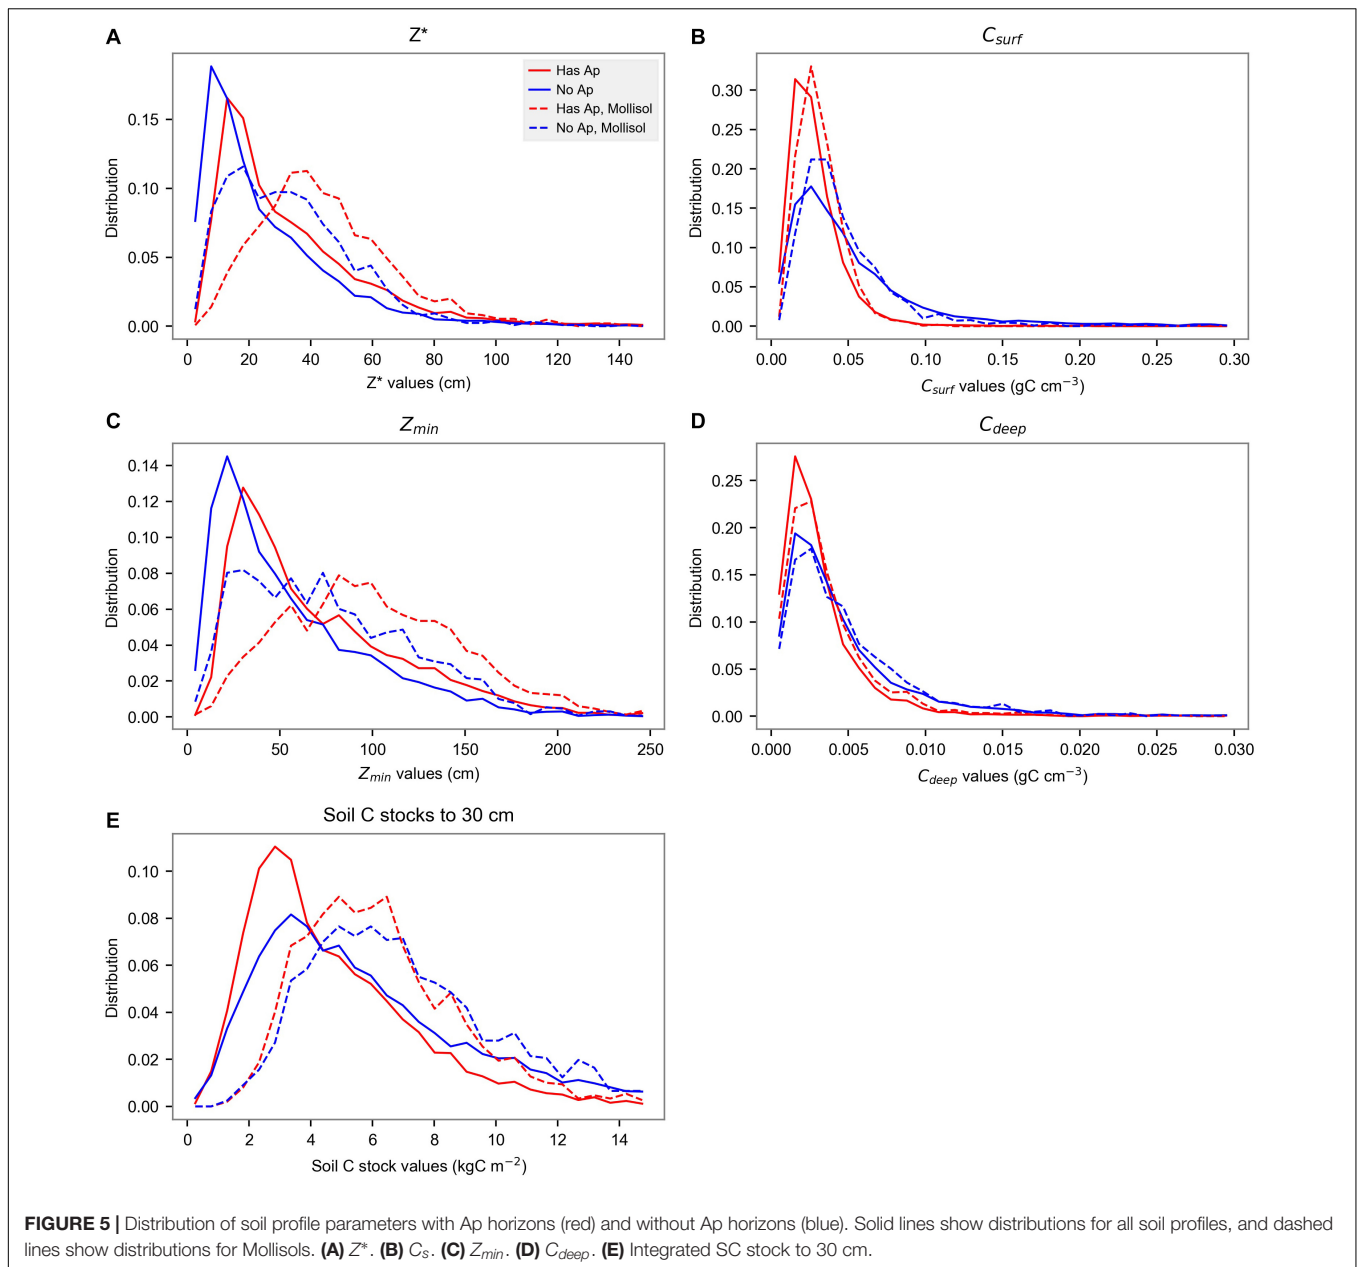 A
Z*
0.15
0.10
0.05
0.00
Distribution
Has Ap
No Ap
Has Ap, Mollisol
No Ap, Mollisol
0 20 40 60 80 100 120 140
Z* values (cm)
B
C_surf
0.30
0.25
0.20
0.15
0.10
0.05
0.00
Distribution
0.00 0.05 0.10 0.15 0.20 0.25 0.30
C_surf values (gC cm⁻³)
C
Z_min
0.14
0.12
0.10
0.08
0.06
0.04
0.02
0.00
Distribution
0 50 100 150 200 250
Z_min values (cm)
D
C_deep
0.25
0.20
0.15
0.10
0.05
0.00
Distribution
0.000 0.005 0.010 0.015 0.020 0.025 0.030
C_deep values (gC cm⁻³)
E
Soil C stocks to 30 cm
0.10
0.08
0.06
0.04
0.02
0.00
Distribution
0 2 4 6 8 10 12 14
Soil C stock values (kgC m⁻²)
FIGURE 5 | Distribution of soil profile parameters with Ap horizons (red) and without Ap horizons (blue). Solid lines show distributions for all soil profiles, and dashed
lines show distributions for Mollisols. (A) Z*. (B) C_s. (C) Z_min. (D) C_deep. (E) Integrated SC stock to 30 cm.